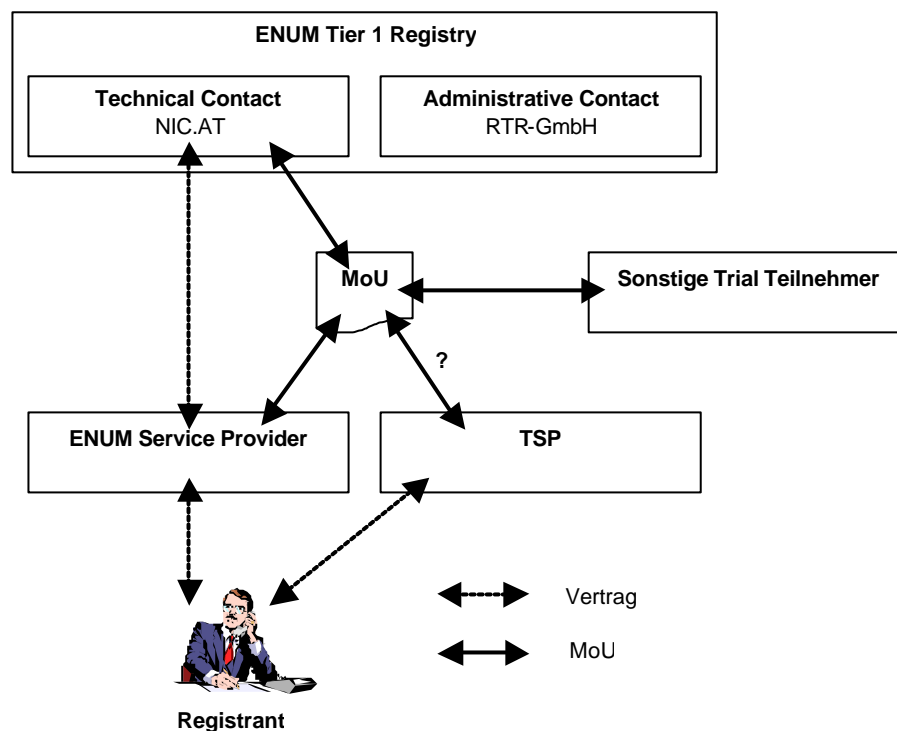 ENUM Tier 1 Registry
Technical Contact
NIC.AT
Administrative Contact
RTR-GmbH
MoU
Sonstige Trial Teilnehmer
?
ENUM Service Provider
TSP
Vertrag
MoU
Registrant